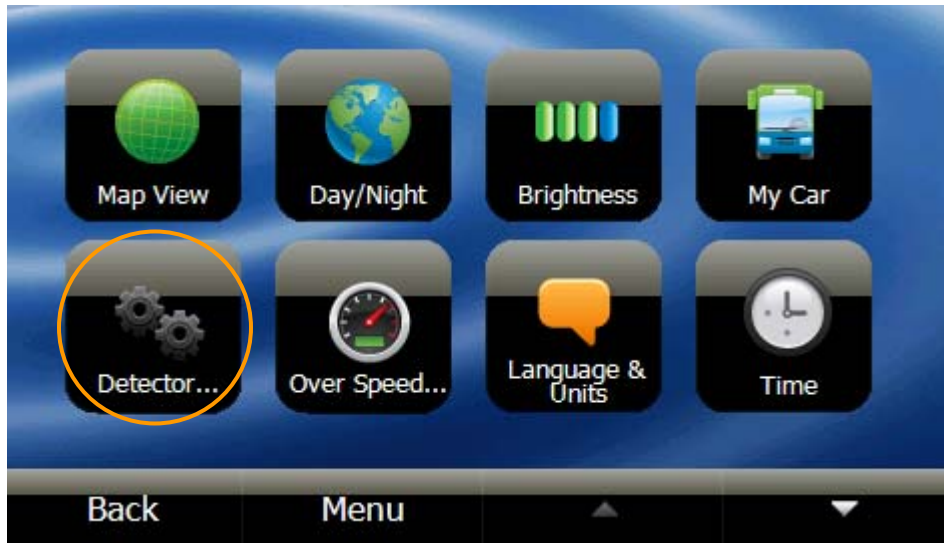 Map View
Day/Night
Brightness
My Car
Detector...
Over Speed...
Language &
Units
Time
Back
Menu